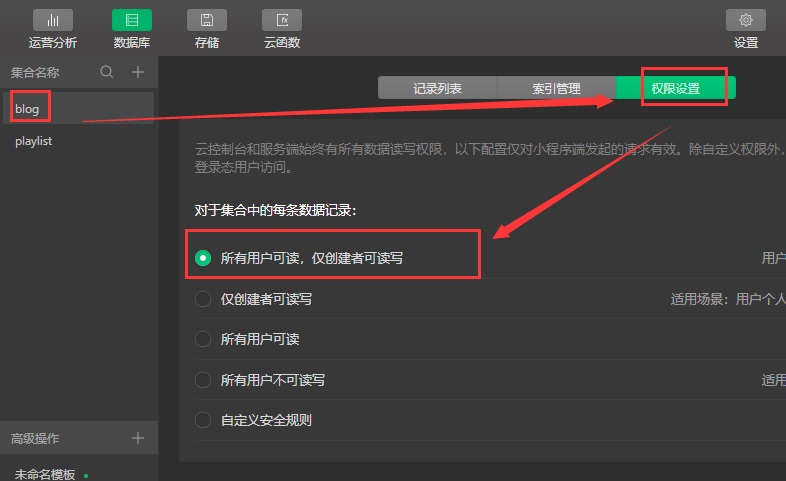 运营分析 数据库 存储 云函数 设置
集合名称
blog
playlist
高级操作
未命名模板
记录列表 索引管理 权限设置
云控制台和服务端始终有所有数据读写权限，以下配置仅对小程序端发起的请求有效。除自定义权限外，
登录态用户访问。
对于集合中的每条数据记录：
所有用户可读，仅创建者可读写 用户
仅创建者可读写 适用场景：用户个人
所有用户可读
所有用户不可读写 适用
自定义安全规则